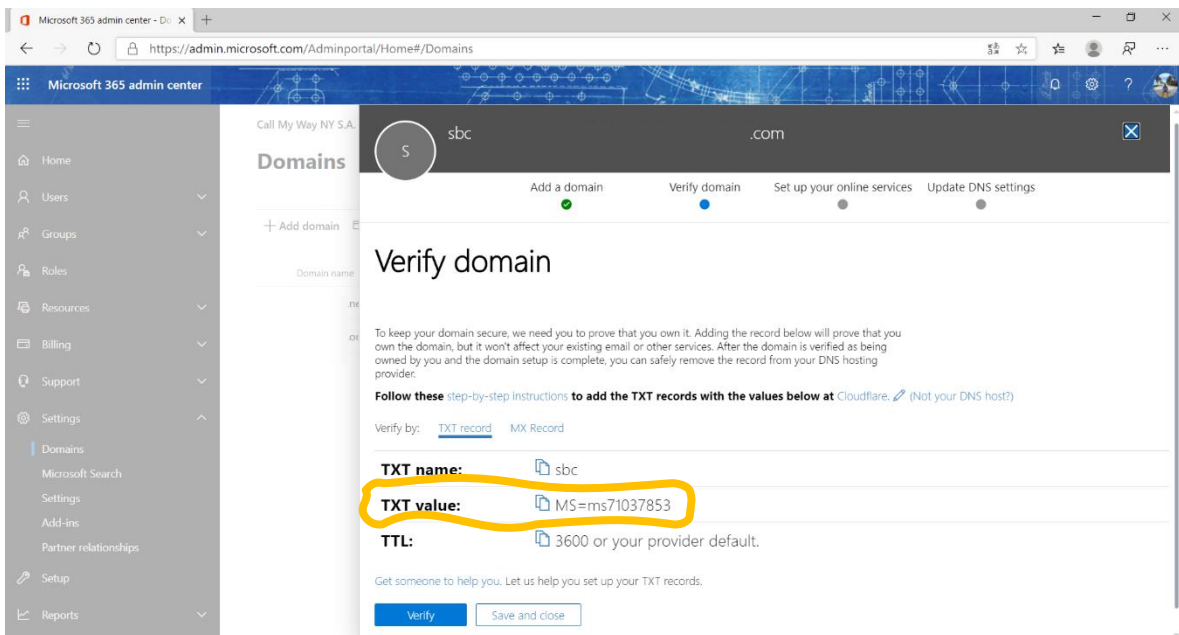 Microsoft 365 admin center - Do
https://admin.microsoft.com/Adminportal/Home#/Domains
Microsoft 365 admin center
?
Call My Way NY S.A.
Domains
+ Add domain
Domain name
.ne
.or
Home
Users
Groups
Roles
Resources
Billing
Support
Settings
Domains
Microsoft Search
Settings
Add-ins
Partner relationships
Setup
Reports
S
sbc .com
Add a domain Verify domain Set up your online services Update DNS settings
Verify domain
To keep your domain secure, we need you to prove that you own it. Adding the record below will prove that you
own the domain, but it won't affect your existing email or other services. After the domain is verified as being
owned by you and the domain setup is complete, you can safely remove the record from your DNS hosting
provider.
Follow these step-by-step instructions to add the TXT records with the values below at Cloudflare. (Not your DNS host?)
Verify by: TXT record MX Record
TXT name: sbc
TXT value: MS=ms71037853
TTL: 3600 or your provider default.
Get someone to help you. Let us help you set up your TXT records.
Verify Save and close